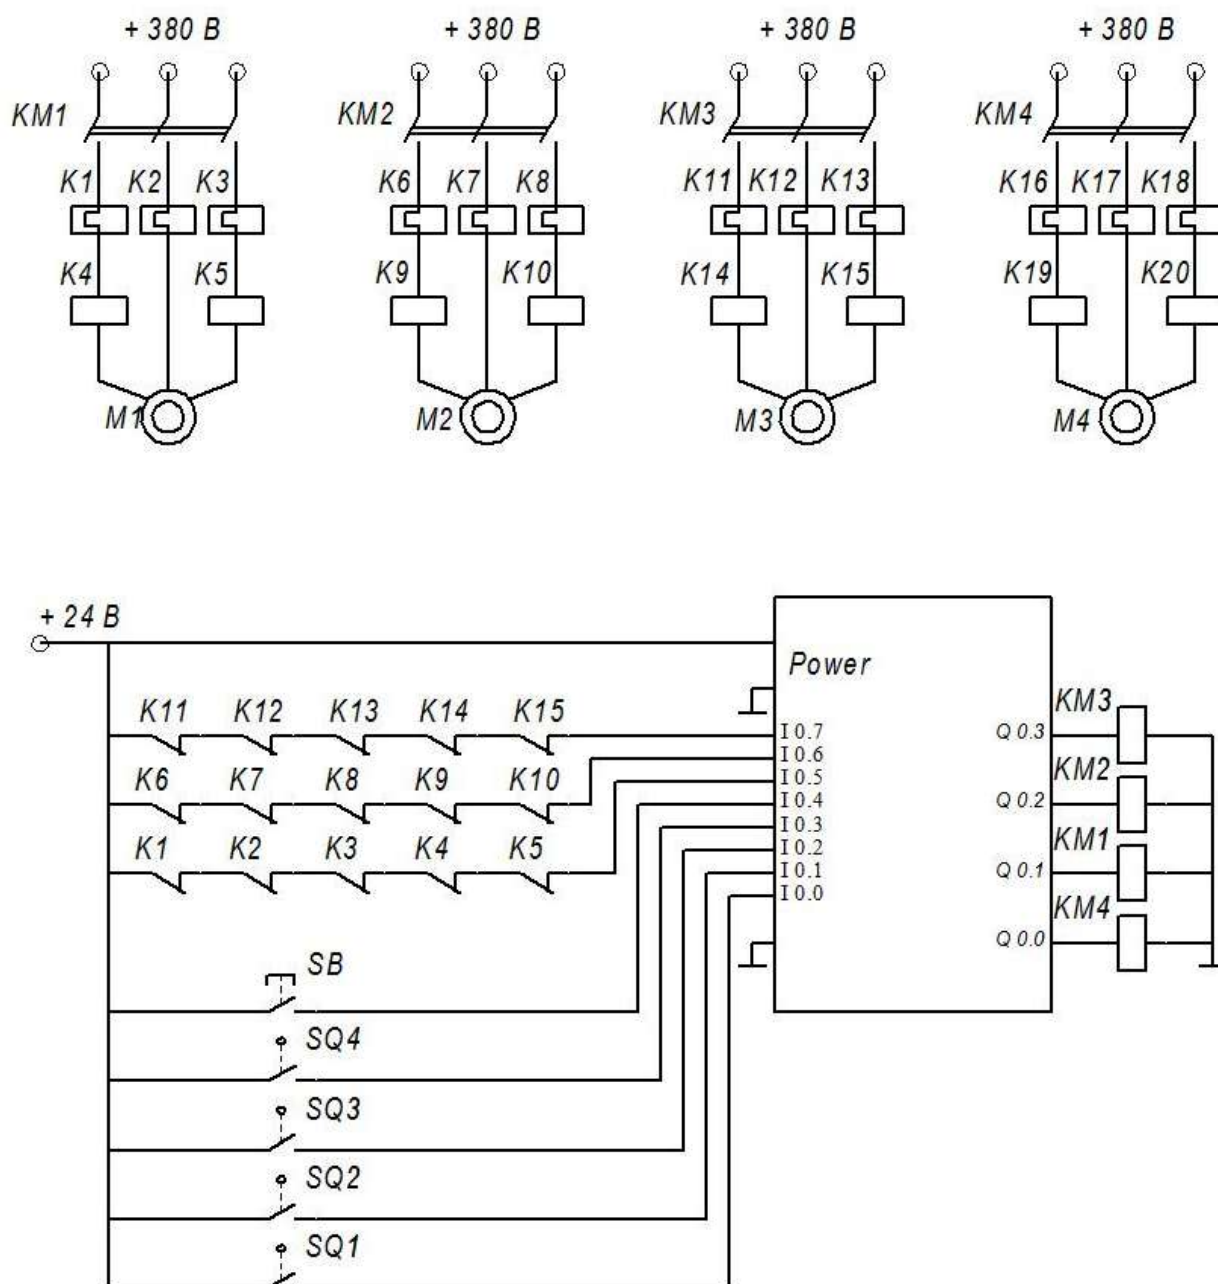 + 380 В + 380 В + 380 В + 380 В
KM1 KM2 KM3 KM4
K1 K2 K3 K6 K7 K8 K11 K12 K13 K16 K17 K18
K4 K5 K9 K10 K14 K15 K19 K20
M1 M2 M3 M4
+ 24 В
Power
K11 K12 K13 K14 K15
I 0.7
I 0.6
I 0.5
I 0.4
I 0.3
I 0.2
I 0.1
I 0.0
Q 0.3
Q 0.2
Q 0.1
Q 0.0
KM3
KM2
KM1
KM4
K6 K7 K8 K9 K10
K1 K2 K3 K4 K5
SB
SQ4
SQ3
SQ2
SQ1